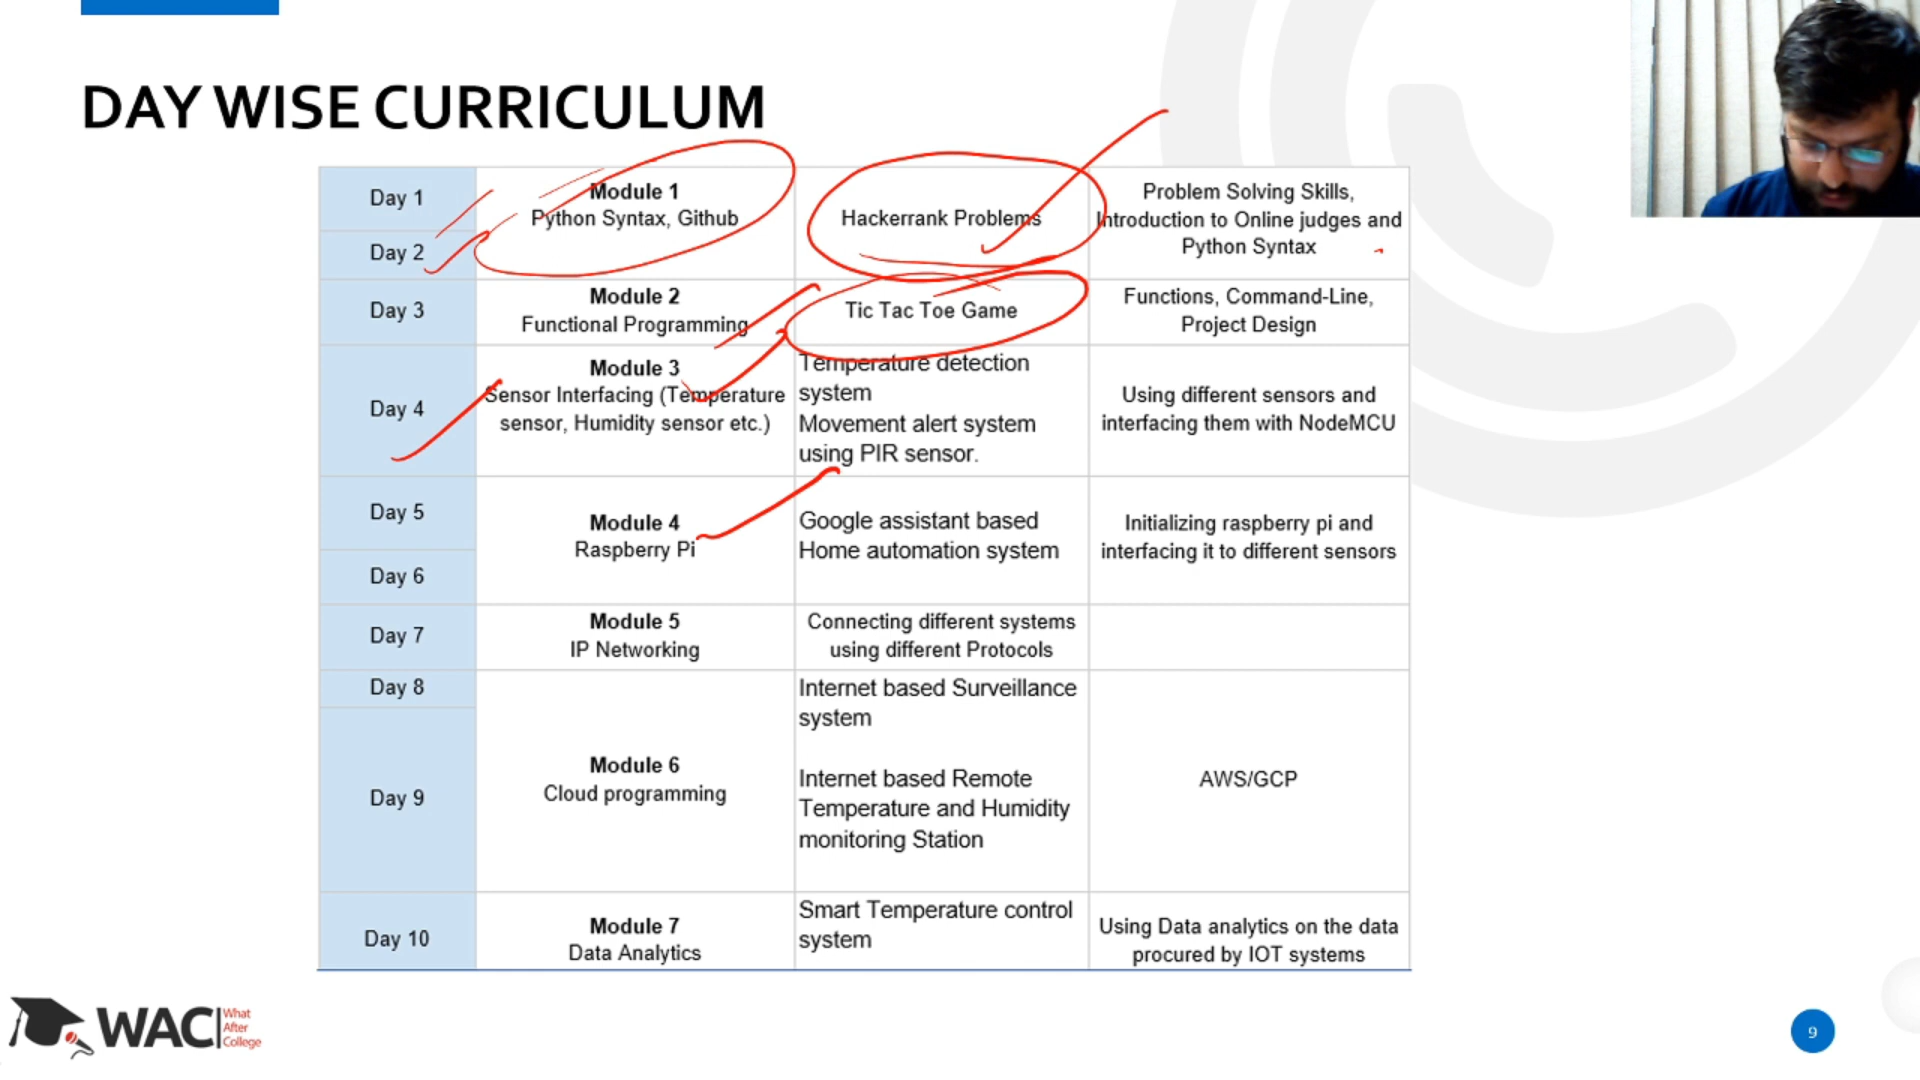 DAY WISE CURRICULUM
Day 1
Day 2
Module 1
Python Syntax, Github
Hackerrank Problems
Problem Solving Skills,
Introduction to Online judges and
Python Syntax
Day 3
Module 2
Functional Programming
Tic Tac Toe Game
Functions, Command-Line,
Project Design
Day 4
Module 3
Sensor Interfacing (Temperature
sensor, Humidity sensor etc.)
Temperature detection
system
Movement alert system
using PIR sensor.
Using different sensors and
interfacing them with NodeMCU
Day 5
Day 6
Module 4
Raspberry Pi
Google assistant based
Home automation system
Initializing raspberry pi and
interfacing it to different sensors
Day 7
Module 5
IP Networking
Connecting different systems
using different Protocols
Day 8
Day 9
Module 6
Cloud programming
Internet based Surveillance
system
Internet based Remote
Temperature and Humidity
monitoring Station
AWS/GCP
Day 10
Module 7
Data Analytics
Smart Temperature control
system
Using Data analytics on the data
procured by IOT systems
WAC
What
After
College
9